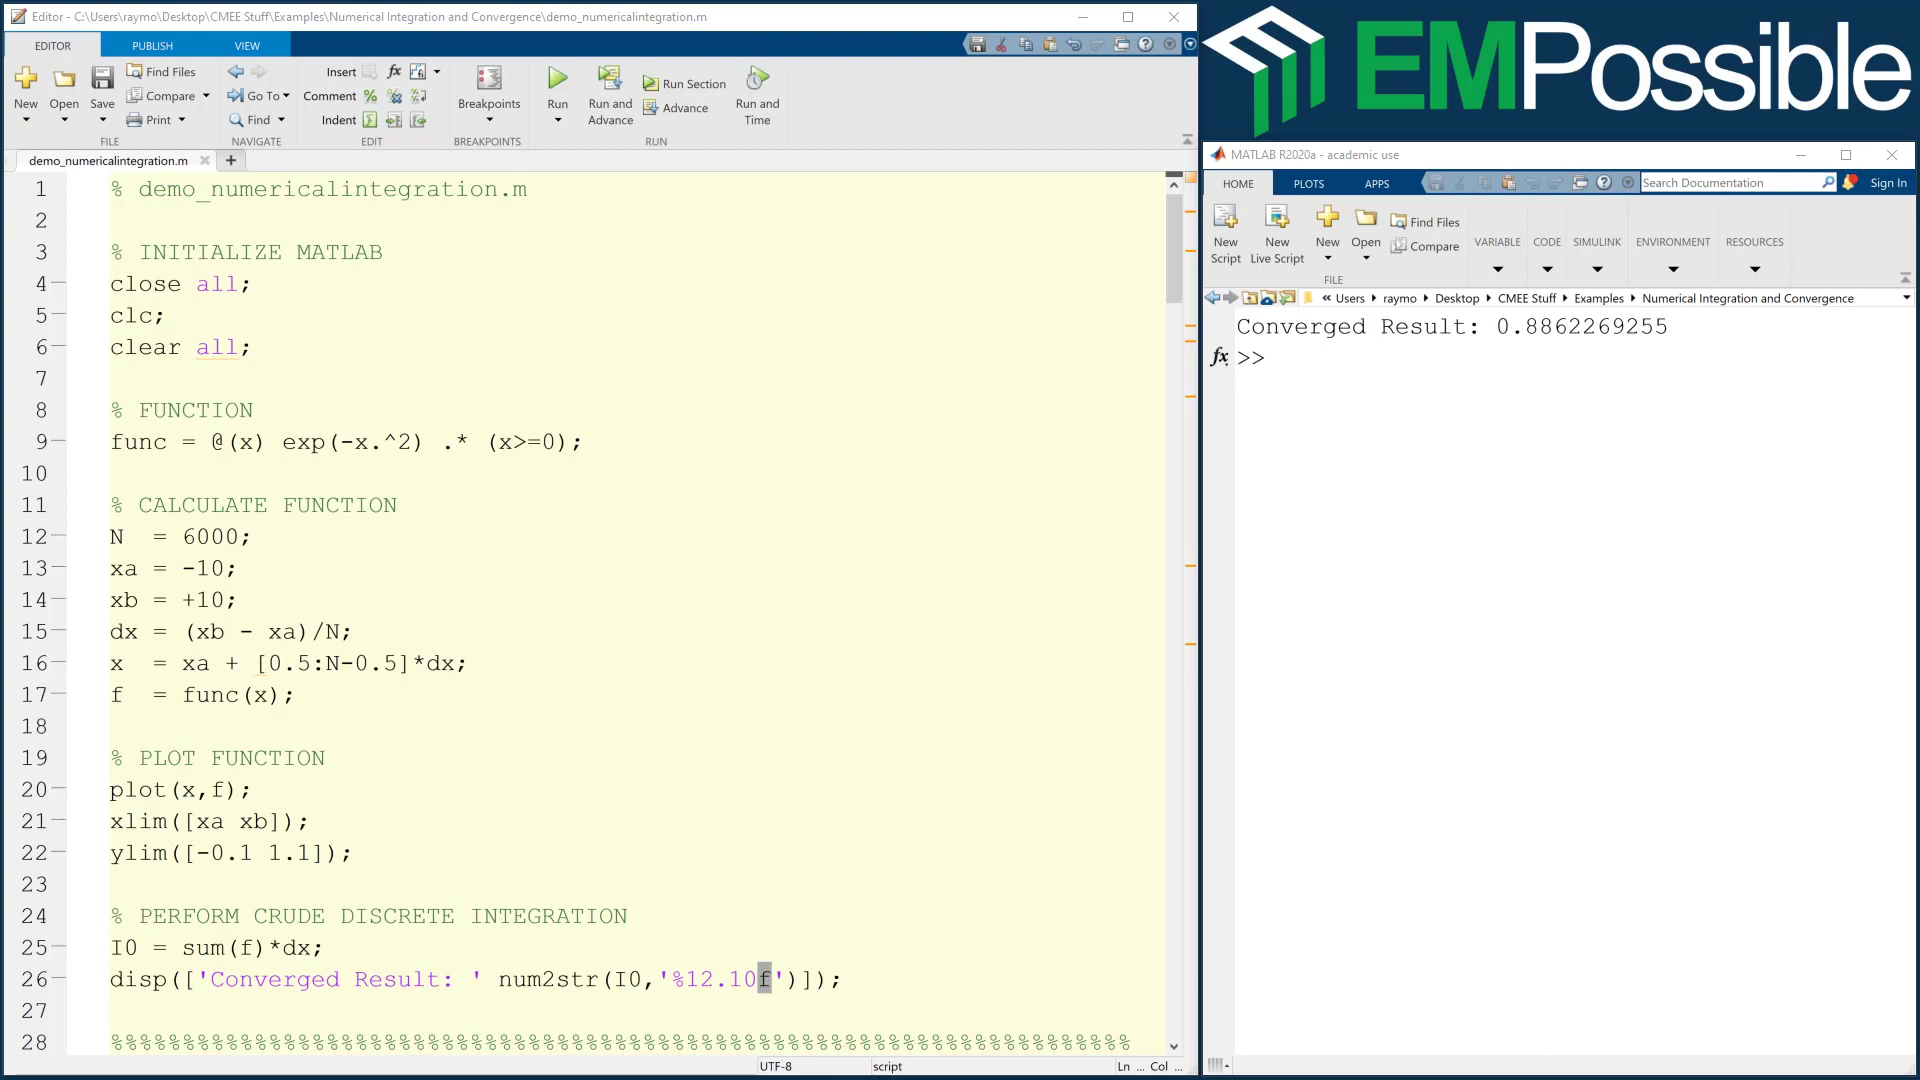 Editor - C:\Users\raymo\Desktop\CMEE Stuff\Examples\Numerical Integration and Convergence\demo_numericalintegration.m
EDITOR PUBLISH VIEW
New Open Save Find Files Compare Print FILE
Go To Find NAVIGATE
Insert fx Comment Indent EDIT
Breakpoints BREAKPOINTS
Run Run and Advance Run Section Advance Run and Time RUN
demo_numericalintegration.m
1 % demo_numericalintegration.m
2
3 % INITIALIZE MATLAB
4 close all;
5 clc;
6 clear all;
7
8 % FUNCTION
9 func = @(x) exp(-x.^2) .* (x>=0);
10
11 % CALCULATE FUNCTION
12 N = 6000;
13 xa = -10;
14 xb = +10;
15 dx = (xb - xa)/N;
16 x = xa + [0.5:N-0.5]*dx;
17 f = func(x);
18
19 % PLOT FUNCTION
20 plot(x,f);
21 xlim([xa xb]);
22 ylim([-0.1 1.1]);
23
24 % PERFORM CRUDE DISCRETE INTEGRATION
25 I0 = sum(f)*dx;
26 disp(['Converged Result: ' num2str(I0,'%12.10f')]);
27
28 %%%%%%%%%%%%%%%%%%%%%%%%%%%%%%%%%%%%%%%%%%%%%%%%%%%%%%%%%%%%%%%%%%%%%%%%%
UTF-8 script Ln ... Col ...
EMPossible
MATLAB R2020a - academic use
HOME PLOTS APPS Search Documentation Sign In
New Script New Live Script New Open Find Files Compare FILE
VARIABLE CODE SIMULINK ENVIRONMENT RESOURCES
« Users raymo Desktop CMEE Stuff Examples Numerical Integration and Convergence
Converged Result: 0.8862269255
fx >>